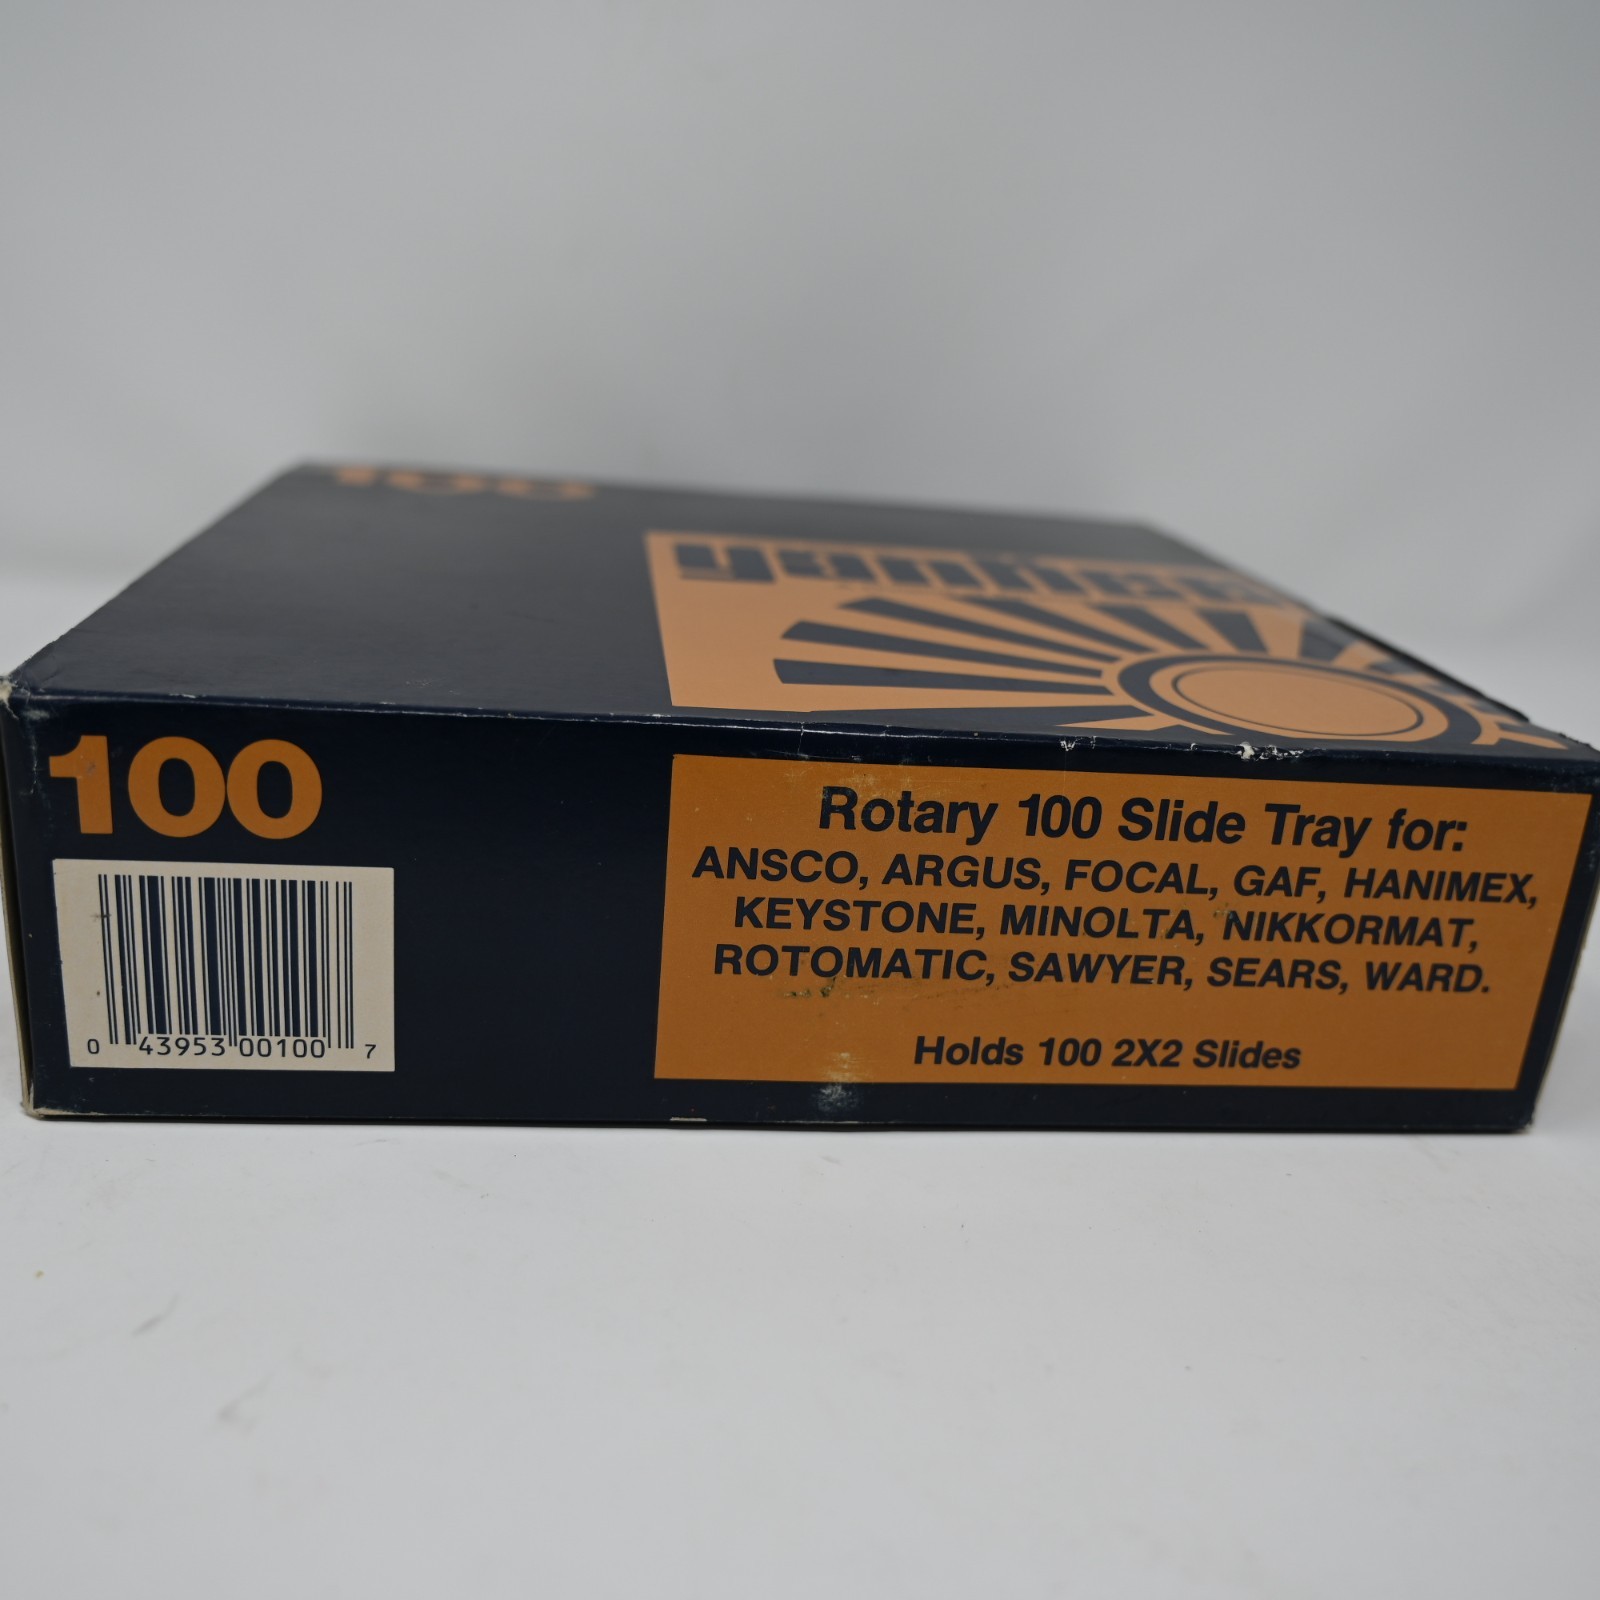 100
100
Rotary 100 Slide Tray for:
ANSCO, ARGUS, FOCAL, GAF, HANIMEX,
KEYSTONE, MINOLTA, NIKKORMAT,
ROTOMATIC, SAWYER, SEARS, WARD.
Holds 100 2X2 Slides
0 43953 00100 7